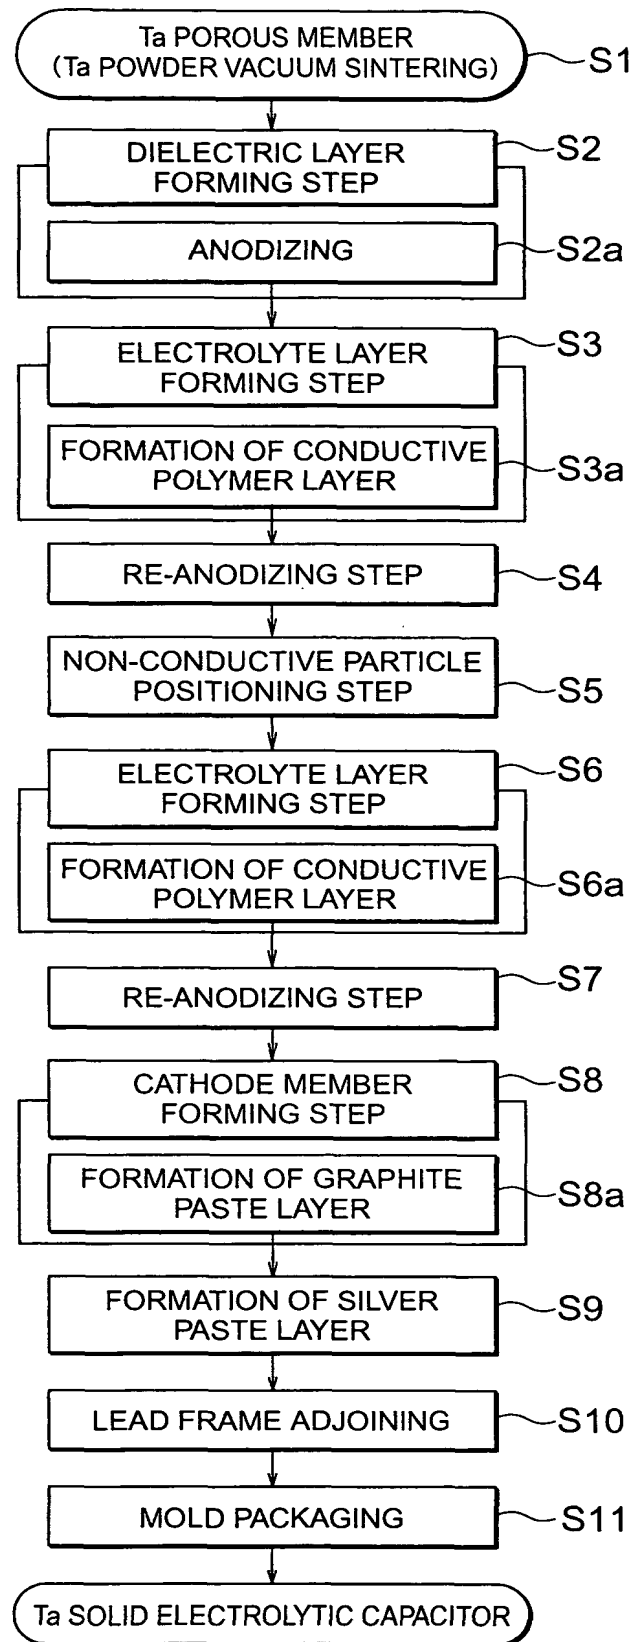 Ta POROUS MEMBER
(Ta POWDER VACUUM SINTERING)
S1
DIELECTRIC LAYER
FORMING STEP
S2
ANODIZING
S2a
ELECTROLYTE LAYER
FORMING STEP
S3
FORMATION OF CONDUCTIVE
POLYMER LAYER
S3a
RE-ANODIZING STEP
S4
NON-CONDUCTIVE PARTICLE
POSITIONING STEP
S5
ELECTROLYTE LAYER
FORMING STEP
S6
FORMATION OF CONDUCTIVE
POLYMER LAYER
S6a
RE-ANODIZING STEP
S7
CATHODE MEMBER
FORMING STEP
S8
FORMATION OF GRAPHITE
PASTE LAYER
S8a
FORMATION OF SILVER
PASTE LAYER
S9
LEAD FRAME ADJOINING
S10
MOLD PACKAGING
S11
Ta SOLID ELECTROLYTIC CAPACITOR